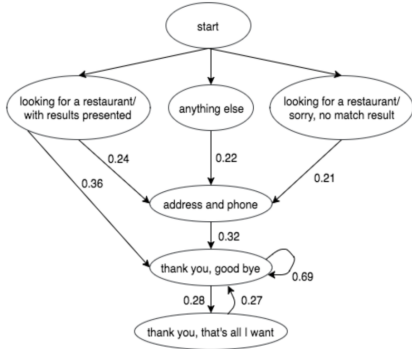 start
looking for a restaurant/
with results presented
anything else
looking for a restaurant/
sorry, no match result
0.24
0.22
0.21
0.36
address and phone
0.32
thank you, good bye
0.69
0.28
0.27
thank you, that's all I want